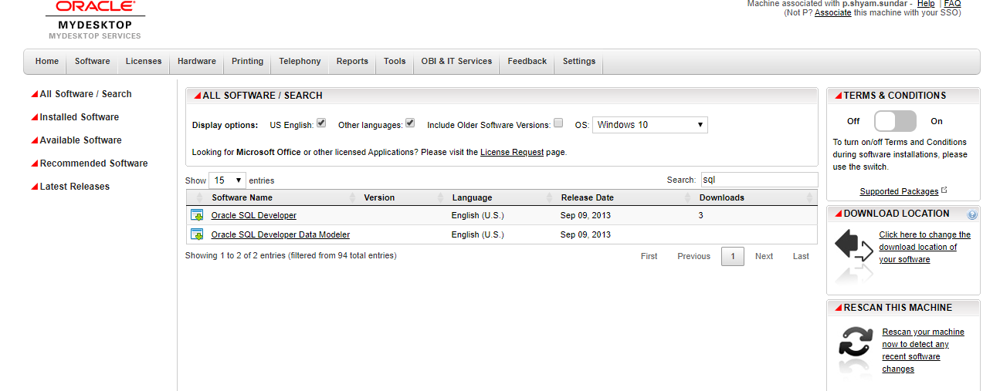 ORACLE
MYDESKTOP
MYDESKTOP SERVICES
Machine associated with p.shyam.sundar - Help | FAQ
(Not P? Associate this machine with your SSO)
Home Software Licenses Hardware Printing Telephony Reports Tools OBI & IT Services Feedback Settings
All Software / Search
Installed Software
Available Software
Recommended Software
Latest Releases
ALL SOFTWARE / SEARCH
Display options: US English: Other languages: Include Older Software Versions: OS: Windows 10
Looking for Microsoft Office or other licensed Applications? Please visit the License Request page.
Show 15 entries Search: sql
Software Name Version Language Release Date Downloads
Oracle SQL Developer English (U.S.) Sep 09, 2013 3
Oracle SQL Developer Data Modeler English (U.S.) Sep 09, 2013
Showing 1 to 2 of 2 entries (filtered from 94 total entries) First Previous 1 Next Last
TERMS & CONDITIONS
Off On
To turn on/off Terms and Conditions
during software installations, please
use the switch.
Supported Packages
DOWNLOAD LOCATION ?
Click here to change the
download location of
your software
RESCAN THIS MACHINE
Rescan your machine
now to detect any
recent software
changes